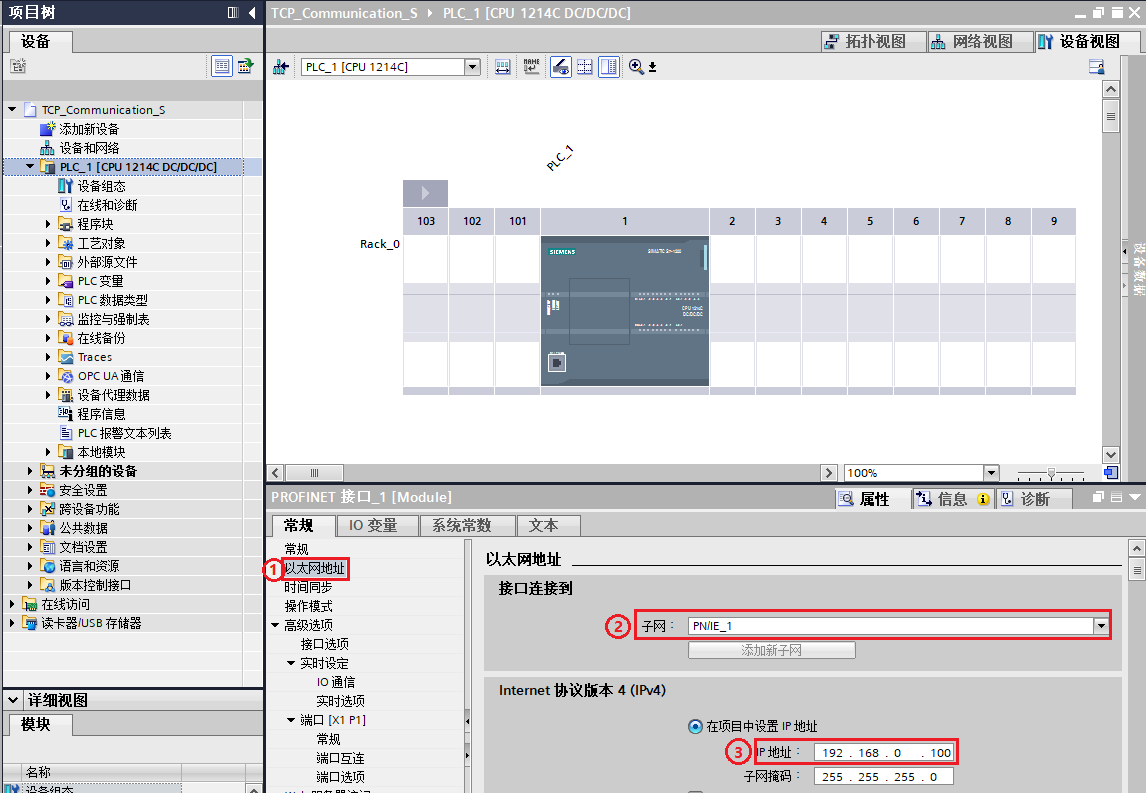 项目树
TCP_Communication_S ▸ PLC_1 [CPU 1214C DC/DC/DC]
设备
拓扑视图
网络视图
设备视图
PLC_1 [CPU 1214C]
TCP_Communication_S
添加新设备
设备和网络
PLC_1 [CPU 1214C DC/DC/DC]
设备组态
在线和诊断
程序块
工艺对象
外部源文件
PLC 变量
PLC 数据类型
监控与强制表
在线备份
Traces
OPC UA 通信
设备代理数据
程序信息
PLC 报警文本列表
本地模块
未分组的设备
安全设置
跨设备功能
公共数据
文档设置
语言和资源
版本控制接口
在线访问
读卡器/USB 存储器
详细视图
模块
名称
设备组态
PLC_1
103 102 101 1 2 3 4 5 6 7 8 9
Rack_0
SIEMENS
SIMATIC S7-1200
CPU 1214C
DC/DC/DC
设备数据
100%
PROFINET 接口_1 [Module]
属性
信息
诊断
常规
IO 变量
系统常数
文本
常规
① 以太网地址
时间同步
操作模式
高级选项
接口选项
实时设定
IO 通信
实时选项
端口 [X1 P1]
常规
端口互连
端口选项
以太网地址
接口连接到
② 子网： PN/IE_1
添加新子网
Internet 协议版本 4 (IPv4)
在项目中设置 IP 地址
③ IP 地址： 192 . 168 . 0 . 100
子网掩码： 255 . 255 . 255 . 0